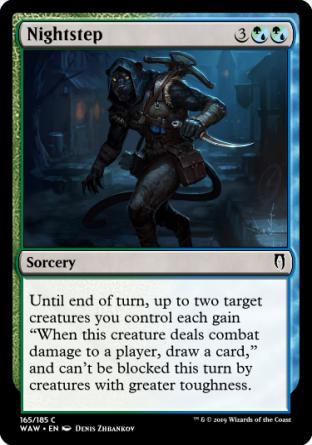 Nightstep 3
Sorcery
Until end of turn, up to two target
creatures you control each gain
“When this creature deals combat
damage to a player, draw a card,”
and can't be blocked this turn by
creatures with greater toughness.
165/185 C
WAW • EN Denis Zhbankov
™ & © 2019 Wizards of the Coast